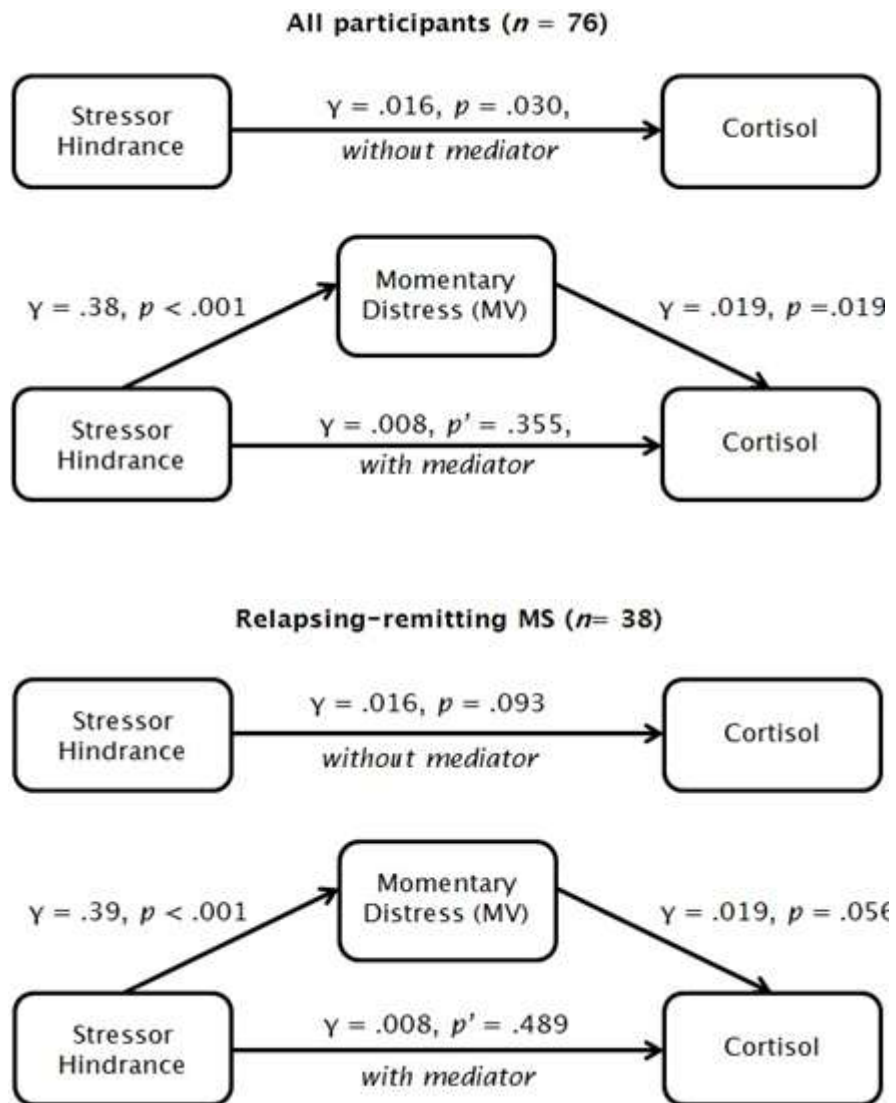 All participants (n = 76)
Stressor
Hindrance
γ = .016, p = .030,
without mediator
Cortisol
Momentary
Distress (MV)
γ = .38, p < .001
γ = .019, p =.019
Stressor
Hindrance
γ = .008, p' = .355,
with mediator
Cortisol
Relapsing-remitting MS (n= 38)
Stressor
Hindrance
γ = .016, p = .093
without mediator
Cortisol
Momentary
Distress (MV)
γ = .39, p < .001
γ = .019, p = .056
Stressor
Hindrance
γ = .008, p' = .489
with mediator
Cortisol